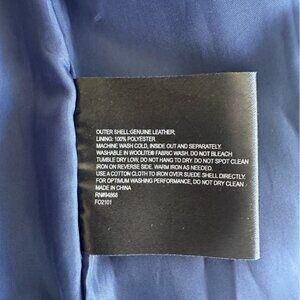 OUTER SHELL:GENUINE LEATHER;
LINING: 100% POLYESTER
MACHINE WASH COLD, INSIDE OUT AND SEPARATELY.
WASHABLE IN WOOLITE® FABRIC WASH, DO NOT BLEACH
TUMBLE DRY LOW, DO NOT HANG TO DRY. DO NOT SPOT CLEAN
IRON ON REVERSE SIDE, WARM IRON AS NEEDED.
USE A COTTON CLOTH TO IRON OVER SUEDE SHELL DIRECTLY.
FOR OPTIMUM WASHING PERFORMANCE, DO NOT DRY CLEAN
MADE IN CHINA
RN#94868
FO2101